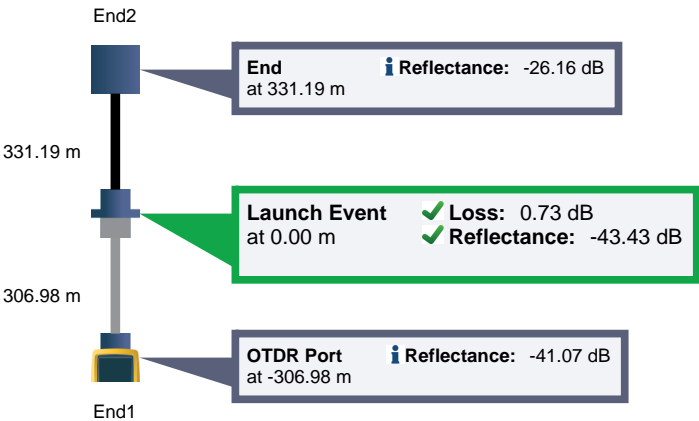 End2
End Reflectance: -26.16 dB
at 331.19 m
331.19 m
Launch Event Loss: 0.73 dB
at 0.00 m Reflectance: -43.43 dB
306.98 m
OTDR Port Reflectance: -41.07 dB
at -306.98 m
End1